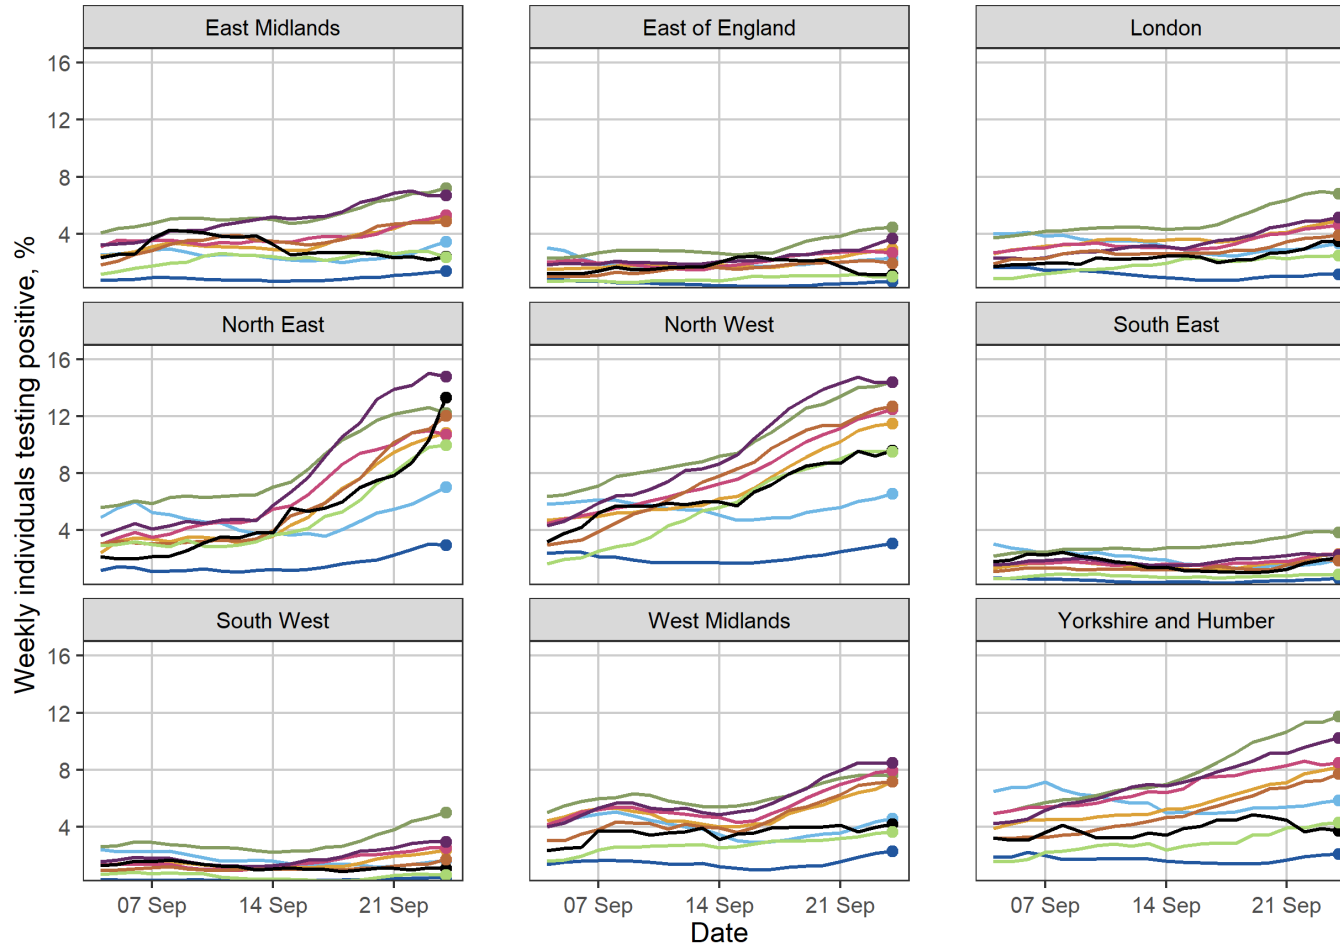 East Midlands
East of England
London
16
12
8
4
North East
North West
South East
16
12
8
4
South West
West Midlands
Yorkshire and Humber
16
12
8
4
07 Sep
14 Sep
21 Sep
07 Sep
14 Sep
21 Sep
07 Sep
14 Sep
21 Sep
Date
Weekly individuals testing positive, %